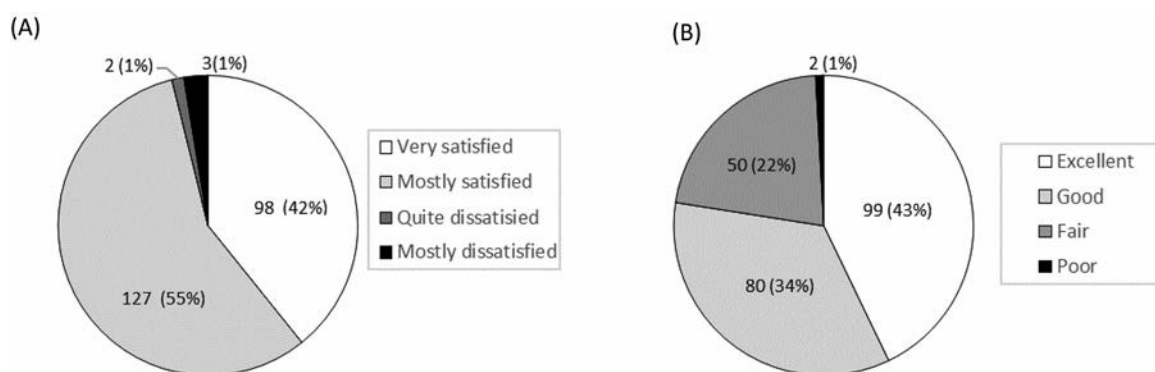 (A)
2 (1%)
3(1%)
98 (42%)
127 (55%)
Very satisfied
Mostly satisfied
Quite dissatisied
Mostly dissatisfied
(B)
2 (1%)
50 (22%)
99 (43%)
80 (34%)
Excellent
Good
Fair
Poor